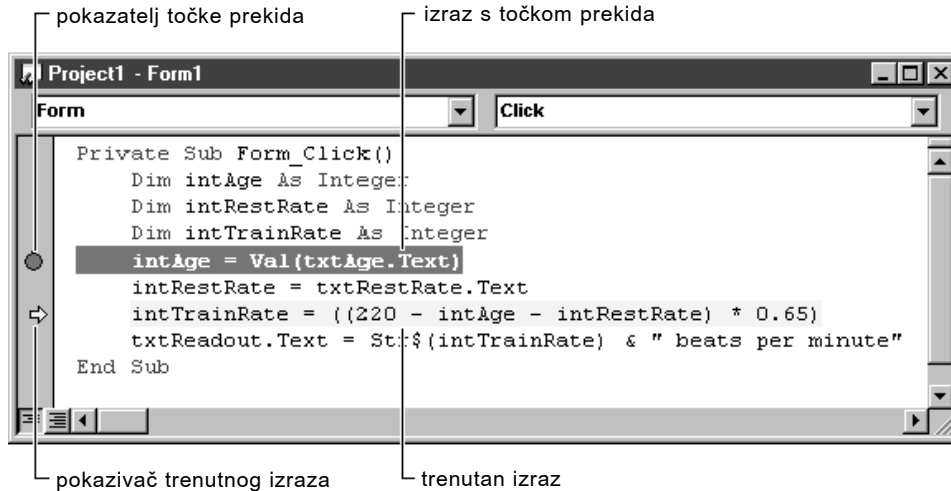 pokazatelj točke prekida
izraz s točkom prekida
Project1 - Form1
Form
Click
Private Sub Form_Click()
Dim intAge As Integer
Dim intRestRate As Integer
Dim intTrainRate As Integer
intAge = Val(txtAge.Text)
intRestRate = txtRestRate.Text
intTrainRate = ((220 - intAge - intRestRate) * 0.65)
txtReadout.Text = Str$(intTrainRate) & " beats per minute"
End Sub
pokazivač trenutnog izraza
trenutan izraz